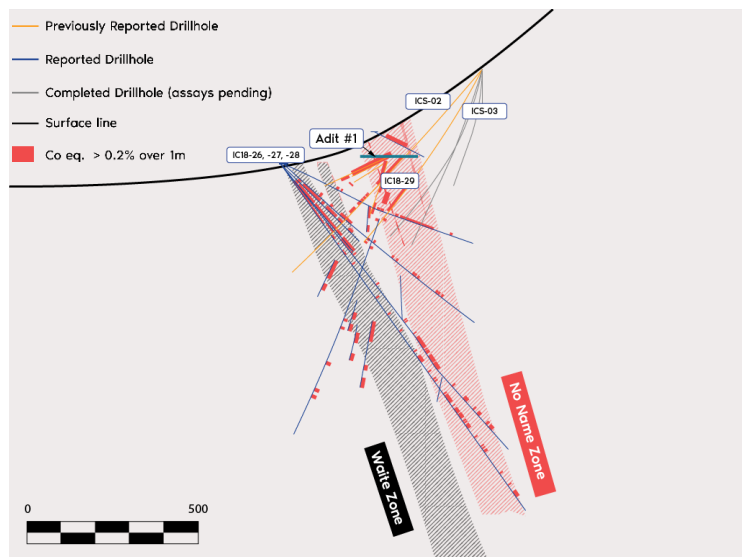 Previously Reported Drillhole
Reported Drillhole
Completed Drillhole (assays pending)
Surface line
Co eq. > 0.2% over 1m
ICS-02
ICS-03
Adit #1
IC18-26, -27, -28
IC18-29
No Name Zone
Waite Zone
0
500